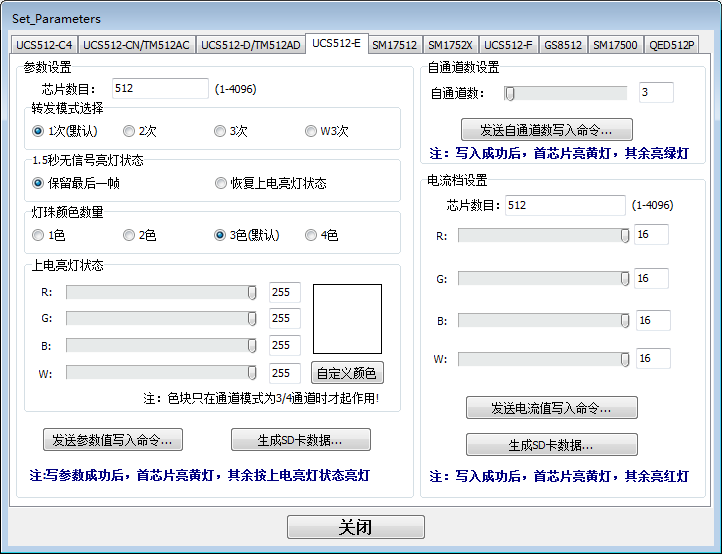 Set_Parameters
UCS512-C4 UCS512-CN/TM512AC UCS512-D/TM512AD UCS512-E SM17512 SM1752X UCS512-F GS8512 SM17500 QED512P
参数设置
芯片数目: 512 (1-4096)
转发模式选择
1次(默认) 2次 3次 W3次
1.5秒无信号亮灯状态
保留最后一帧 恢复上电亮灯状态
灯珠颜色数量
1色 2色 3色(默认) 4色
上电亮灯状态
R: 255
G: 255
B: 255
W: 255
自定义颜色
注：色块只在通道模式为3/4通道时才起作用!
发送参数值写入命令...
生成SD卡数据...
注:写参数成功后，首芯片亮黄灯，其余按上电亮灯状态亮灯
自通道数设置
自通道数: 3
发送自通道数写入命令...
注：写入成功后，首芯片亮黄灯，其余亮绿灯
电流档设置
芯片数目: 512 (1-4096)
R: 16
G: 16
B: 16
W: 16
发送电流值写入命令...
生成SD卡数据...
注：写入成功后，首芯片亮黄灯，其余亮红灯
关闭